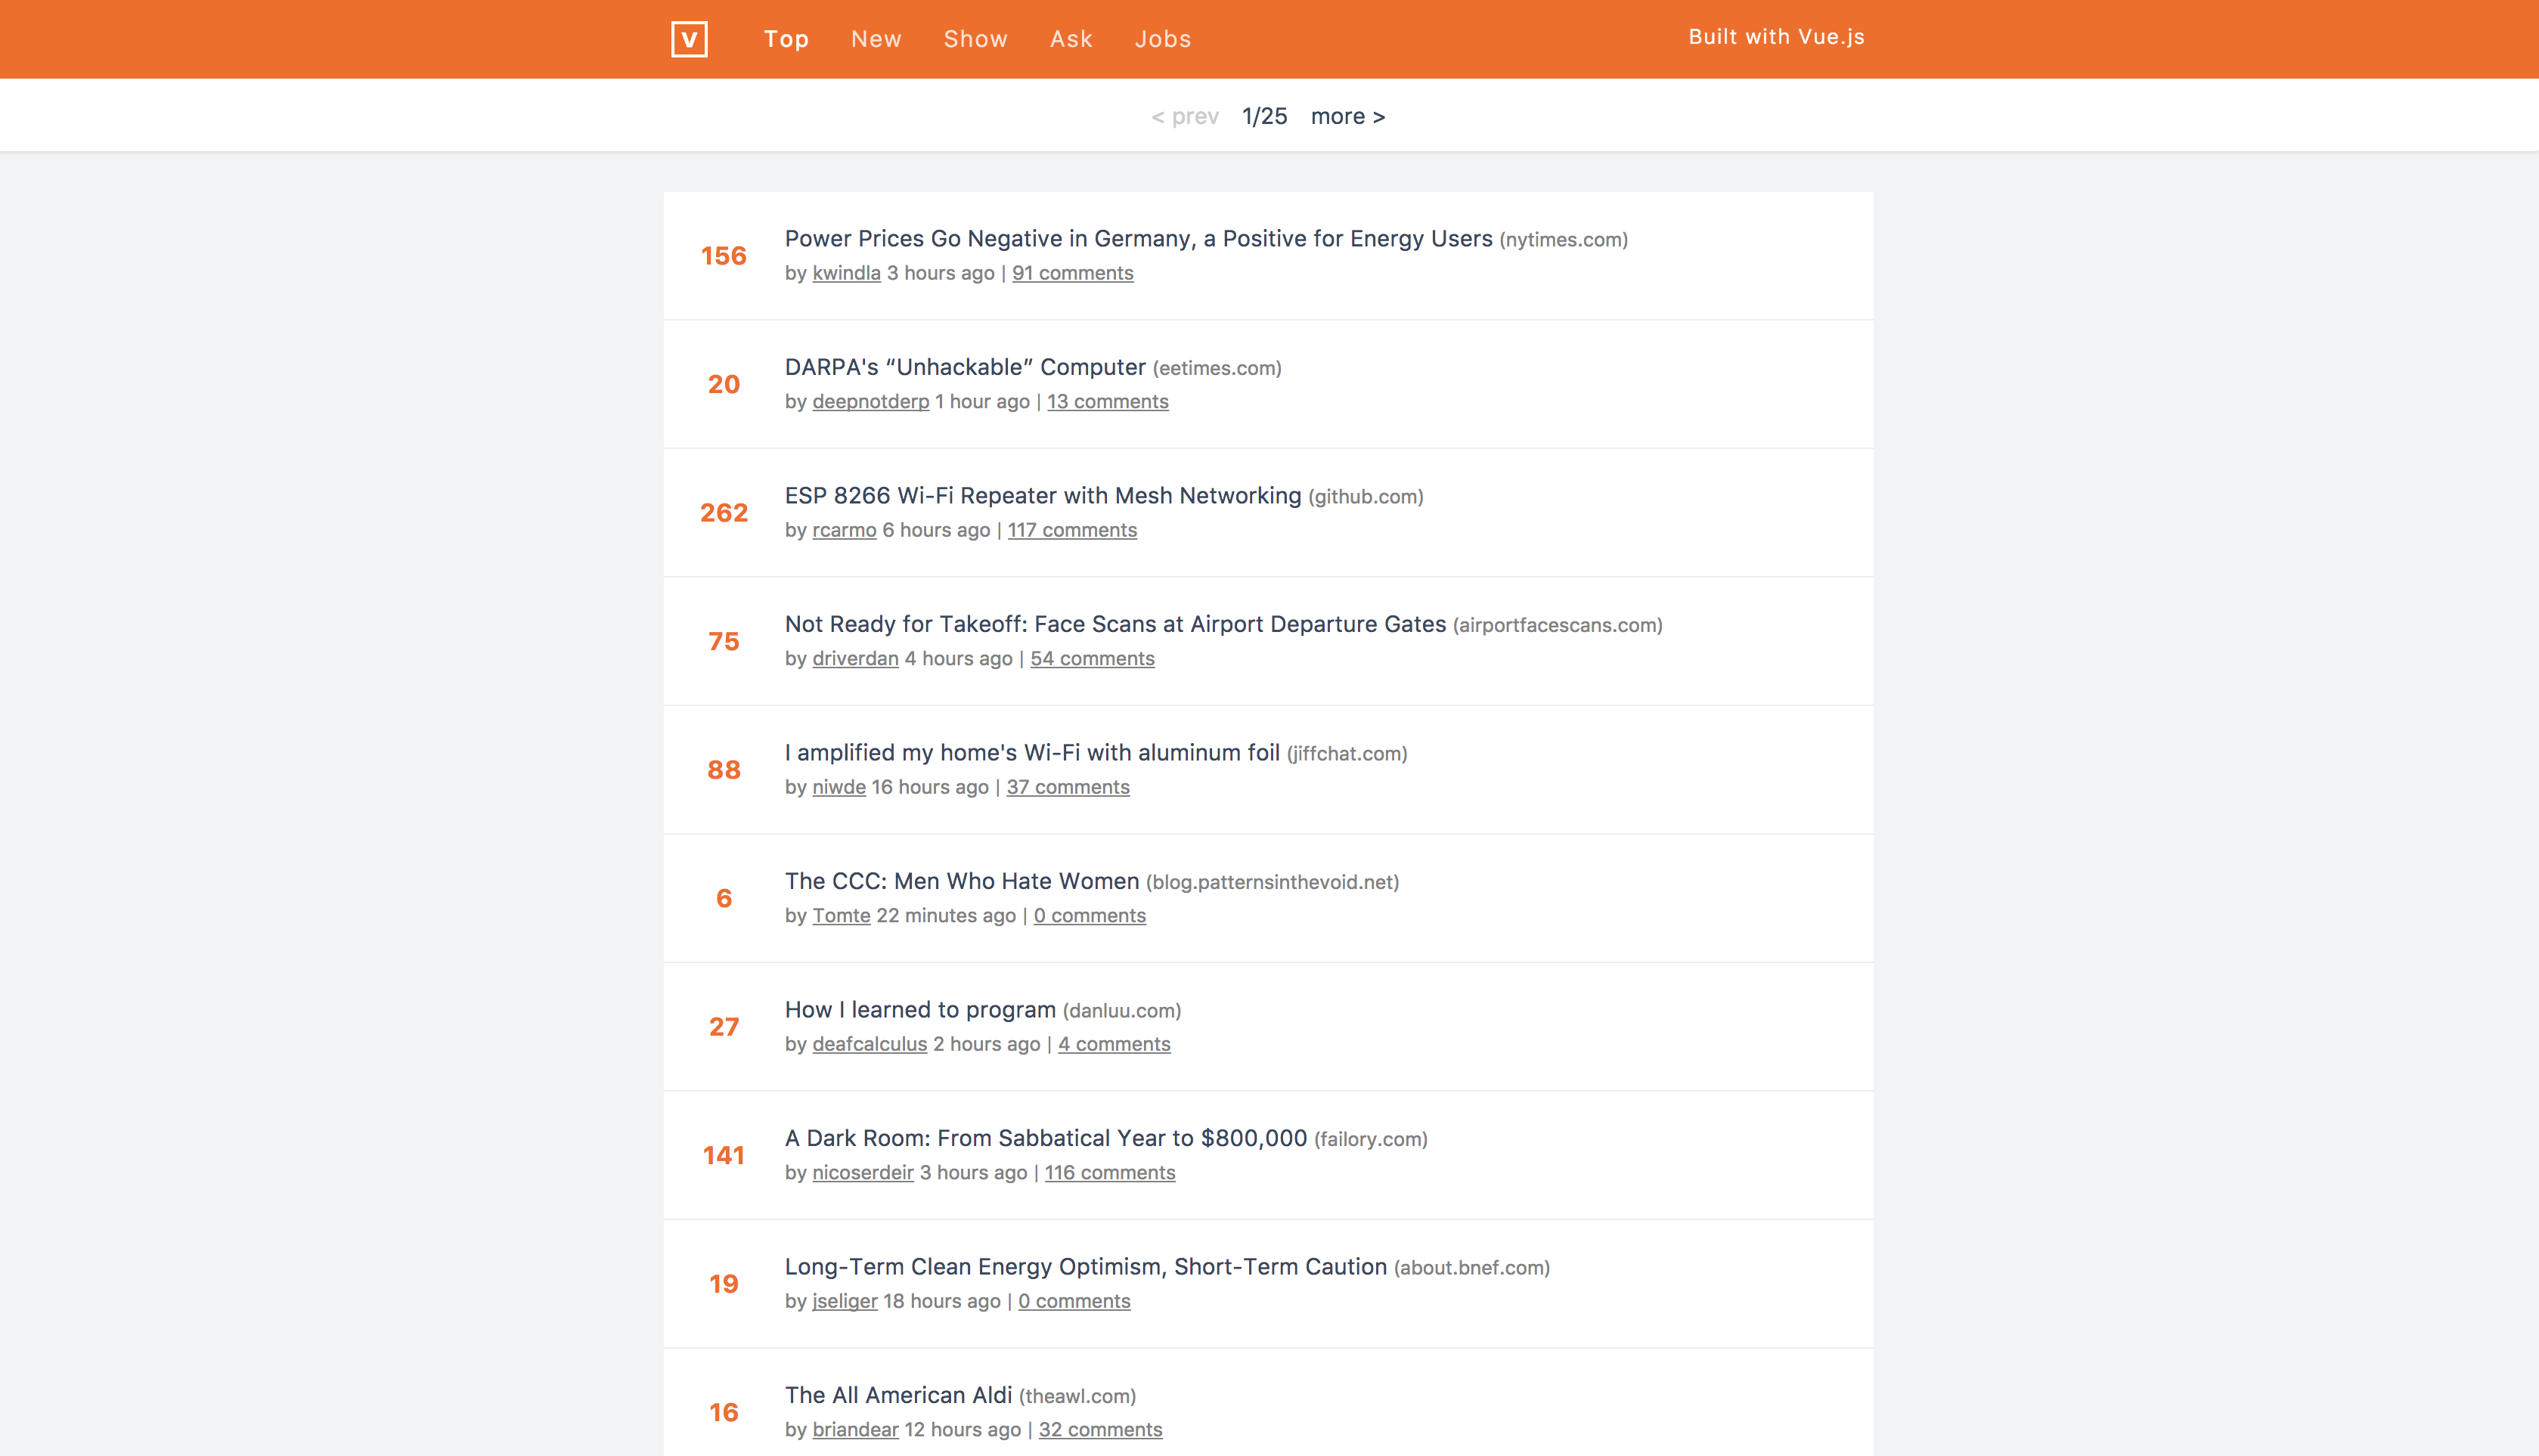 V Top New Show Ask Jobs Built with Vue.js
< prev 1/25 more >
156
Power Prices Go Negative in Germany, a Positive for Energy Users (nytimes.com)
by kwindla 3 hours ago | 91 comments
20
DARPA's “Unhackable” Computer (eetimes.com)
by deepnotderp 1 hour ago | 13 comments
262
ESP 8266 Wi-Fi Repeater with Mesh Networking (github.com)
by rcarmo 6 hours ago | 117 comments
75
Not Ready for Takeoff: Face Scans at Airport Departure Gates (airportfacescans.com)
by driverdan 4 hours ago | 54 comments
88
I amplified my home's Wi-Fi with aluminum foil (jiffchat.com)
by niwde 16 hours ago | 37 comments
6
The CCC: Men Who Hate Women (blog.patternsinthevoid.net)
by Tomte 22 minutes ago | 0 comments
27
How I learned to program (danluu.com)
by deafcalculus 2 hours ago | 4 comments
141
A Dark Room: From Sabbatical Year to $800,000 (failory.com)
by nicoserdeir 3 hours ago | 116 comments
19
Long-Term Clean Energy Optimism, Short-Term Caution (about.bnef.com)
by jseliger 18 hours ago | 0 comments
16
The All American Aldi (theawl.com)
by briandear 12 hours ago | 32 comments